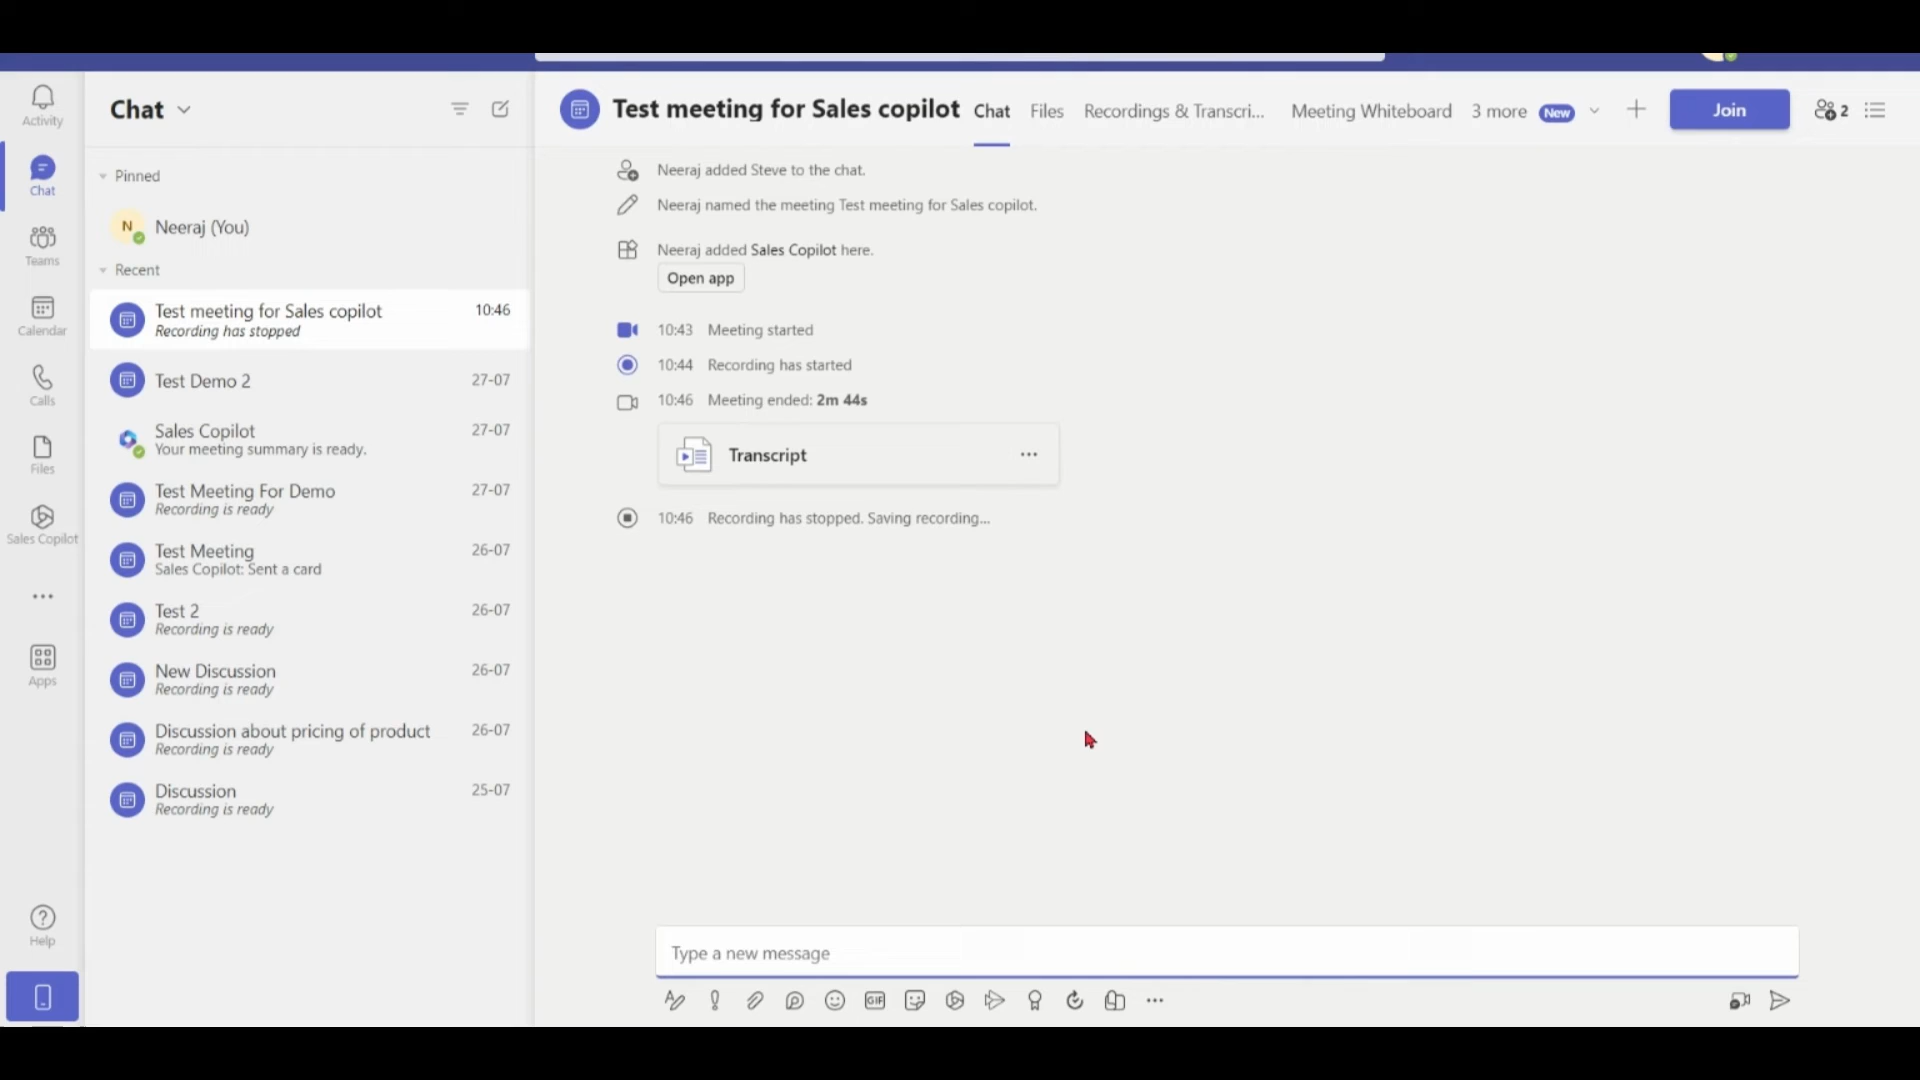 Activity
Chat
Teams
Calendar
Calls
Files
Sales Copilot
Apps
Help
Chat
Pinned
N
Neeraj (You)
Recent
Test meeting for Sales copilot 10:46
Recording has stopped
Test Demo 2 27-07
Sales Copilot 27-07
Your meeting summary is ready.
Test Meeting For Demo 27-07
Recording is ready
Test Meeting 26-07
Sales Copilot: Sent a card
Test 2 26-07
Recording is ready
New Discussion 26-07
Recording is ready
Discussion about pricing of product 26-07
Recording is ready
Discussion 25-07
Recording is ready
Test meeting for Sales copilot Chat Files Recordings & Transcri... Meeting Whiteboard 3 more New Join 2
Neeraj added Steve to the chat.
Neeraj named the meeting Test meeting for Sales copilot.
Neeraj added Sales Copilot here.
Open app
10:43 Meeting started
10:44 Recording has started
10:46 Meeting ended: 2m 44s
Transcript
10:46 Recording has stopped. Saving recording...
Type a new message
GIF